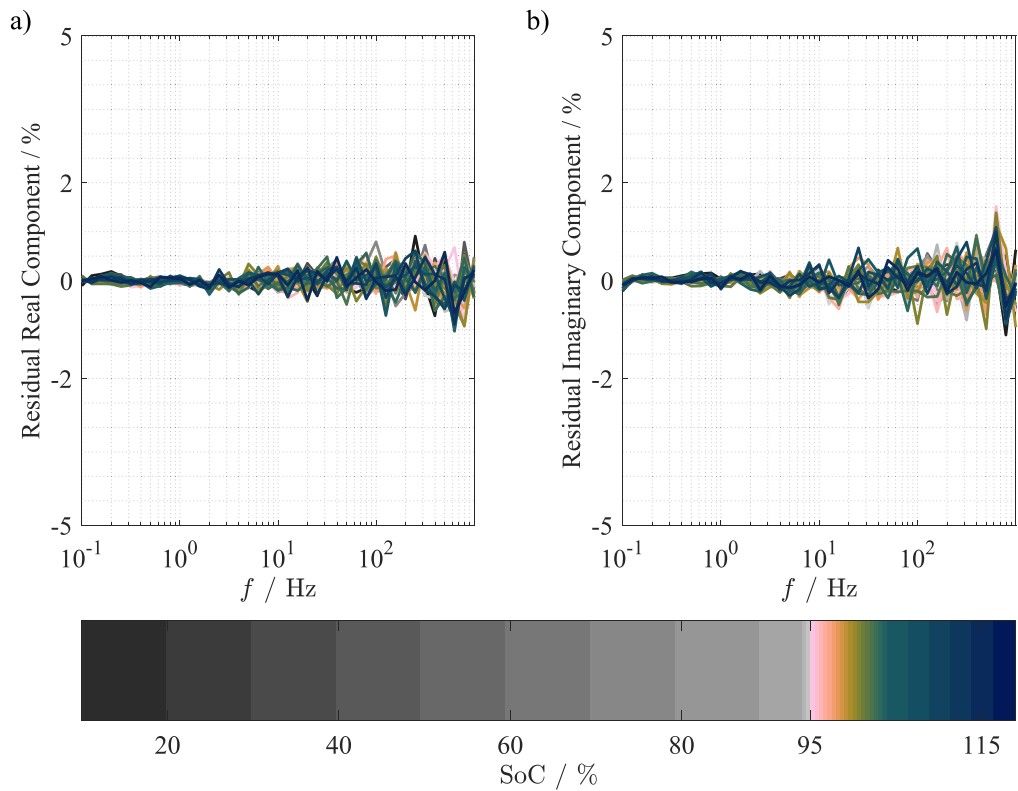 a)
5
2
0
-2
-5
Residual Real Component / %
10^-1 10^0 10^1 10^2
f / Hz
b)
5
2
0
-2
-5
Residual Imaginary Component / %
10^-1 10^0 10^1 10^2
f / Hz
20 40 60 80 95 115
SoC / %